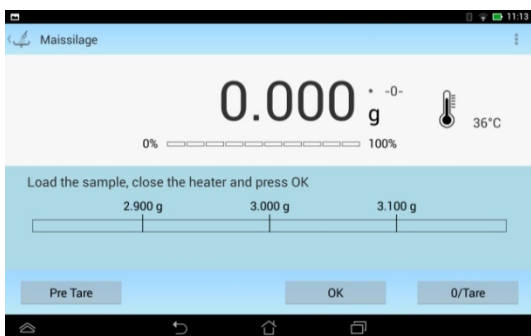 11:13
Maissilage
0.000 * -0-
g
36°C
0% 100%
Load the sample, close the heater and press OK
2.900 g 3.000 g 3.100 g
Pre Tare OK 0/Tare